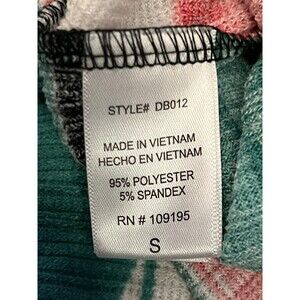 STYLE# DB012
MADE IN VIETNAM
HECHO EN VIETNAM
95% POLYESTER
5% SPANDEX
RN # 109195
S